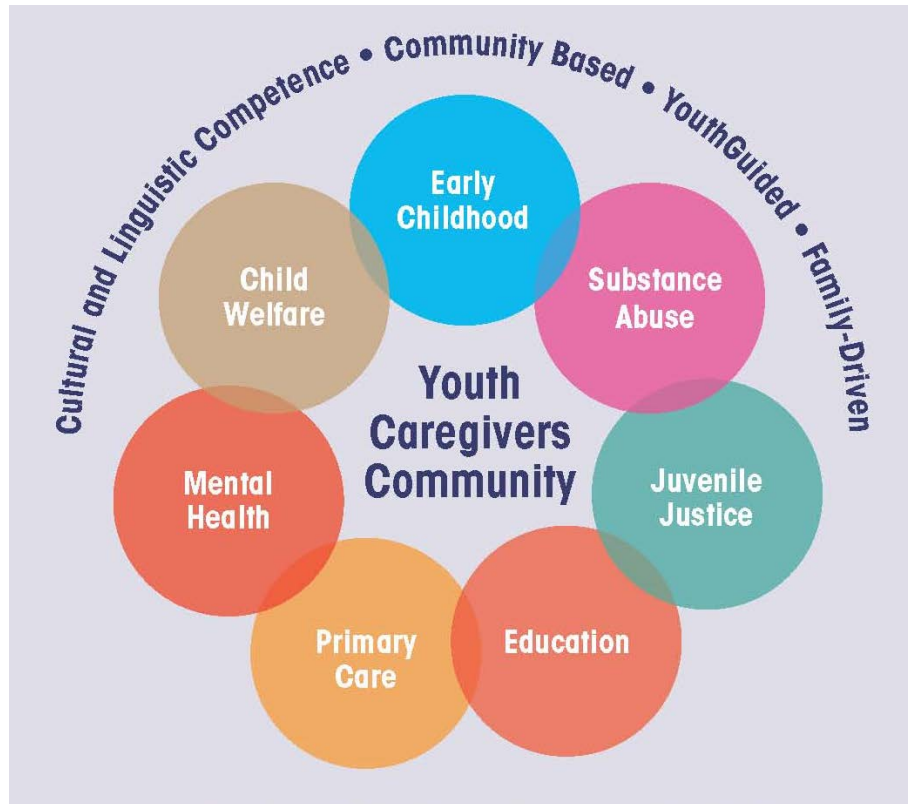 Cultural and Linguistic Competence • Community Based • YouthGuided • Family-Driven
Early
Childhood
Child
Welfare
Substance
Abuse
Youth
Caregivers
Community
Mental
Health
Juvenile
Justice
Primary
Care
Education